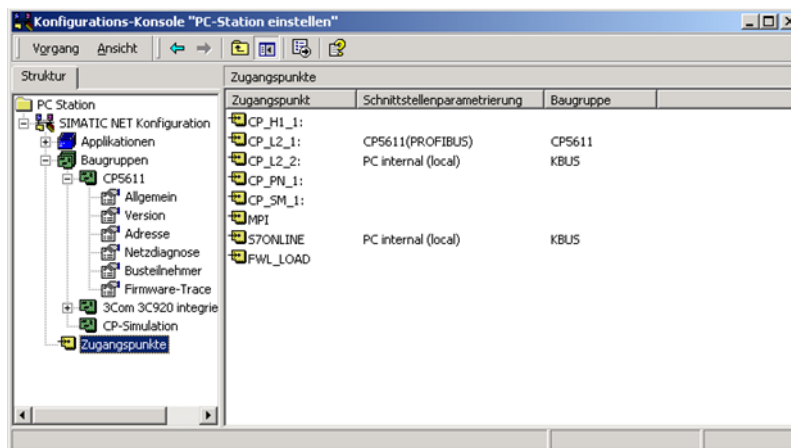 Konfigurations-Konsole "PC-Station einstellen"
Vorgang Ansicht
Struktur
Zugangspunkte
PC Station
SIMATIC NET Konfiguration
Applikationen
Baugruppen
CP5611
Allgemein
Version
Adresse
Netzdiagnose
Busteilnehmer
Firmware-Trace
3Com 3C920 integrie
CP-Simulation
Zugangspunkte
Zugangspunkt Schnittstellenparametrierung Baugruppe
CP_H1_1:
CP_L2_1: CP5611(PROFIBUS) CP5611
CP_L2_2: PC internal (local) KBUS
CP_PN_1:
CP_SM_1:
MPI
S7ONLINE PC internal (local) KBUS
FWL_LOAD